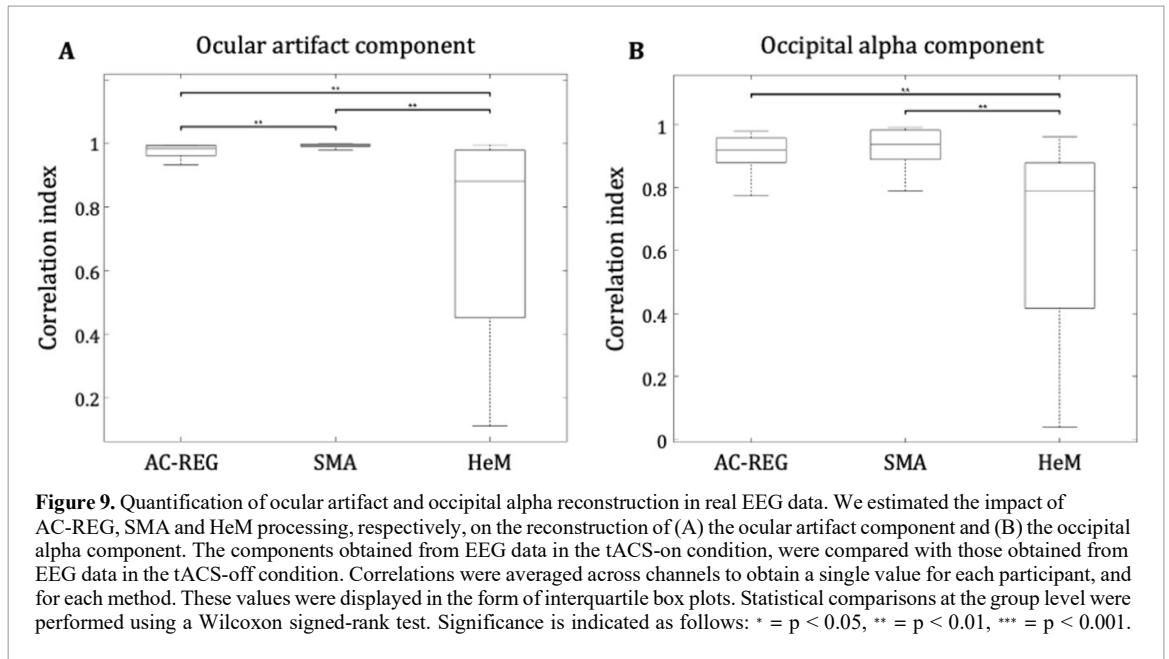 A
Ocular artifact component
Correlation index
1
0.8
0.6
0.4
0.2
**
**
**
AC-REG
SMA
HeM
B
Occipital alpha component
Correlation index
1
0.8
0.6
0.4
0.2
0
**
**
AC-REG
SMA
HeM
Figure 9. Quantification of ocular artifact and occipital alpha reconstruction in real EEG data. We estimated the impact of
AC-REG, SMA and HeM processing, respectively, on the reconstruction of (A) the ocular artifact component and (B) the occipital
alpha component. The components obtained from EEG data in the tACS-on condition, were compared with those obtained from
EEG data in the tACS-off condition. Correlations were averaged across channels to obtain a single value for each participant, and
for each method. These values were displayed in the form of interquartile box plots. Statistical comparisons at the group level were
performed using a Wilcoxon signed-rank test. Significance is indicated as follows: * = p < 0.05, ** = p < 0.01, *** = p < 0.001.